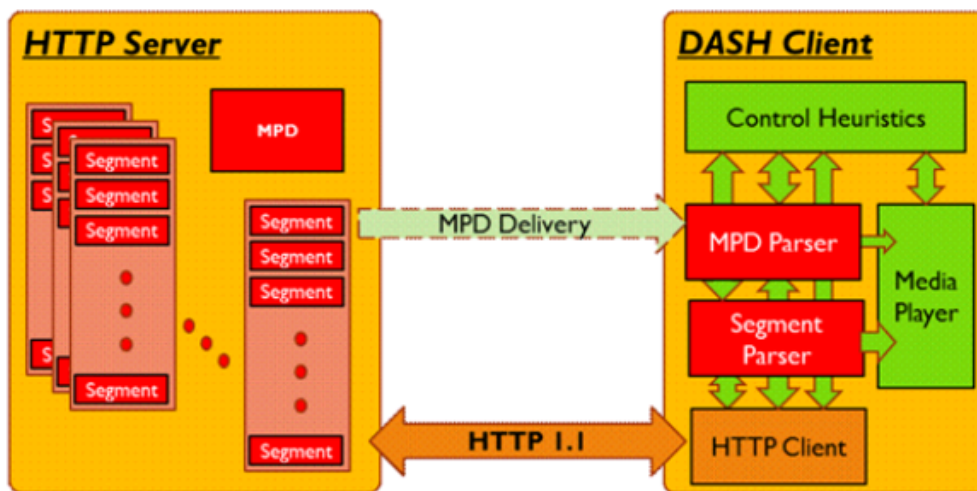 HTTP Server
MPD
Segment
Segment
Segment
Segment
Segment
Segment
Segment
Segment
MPD Delivery
HTTP 1.1
DASH Client
Control Heuristics
MPD Parser
Media
Player
Segment
Parser
HTTP Client